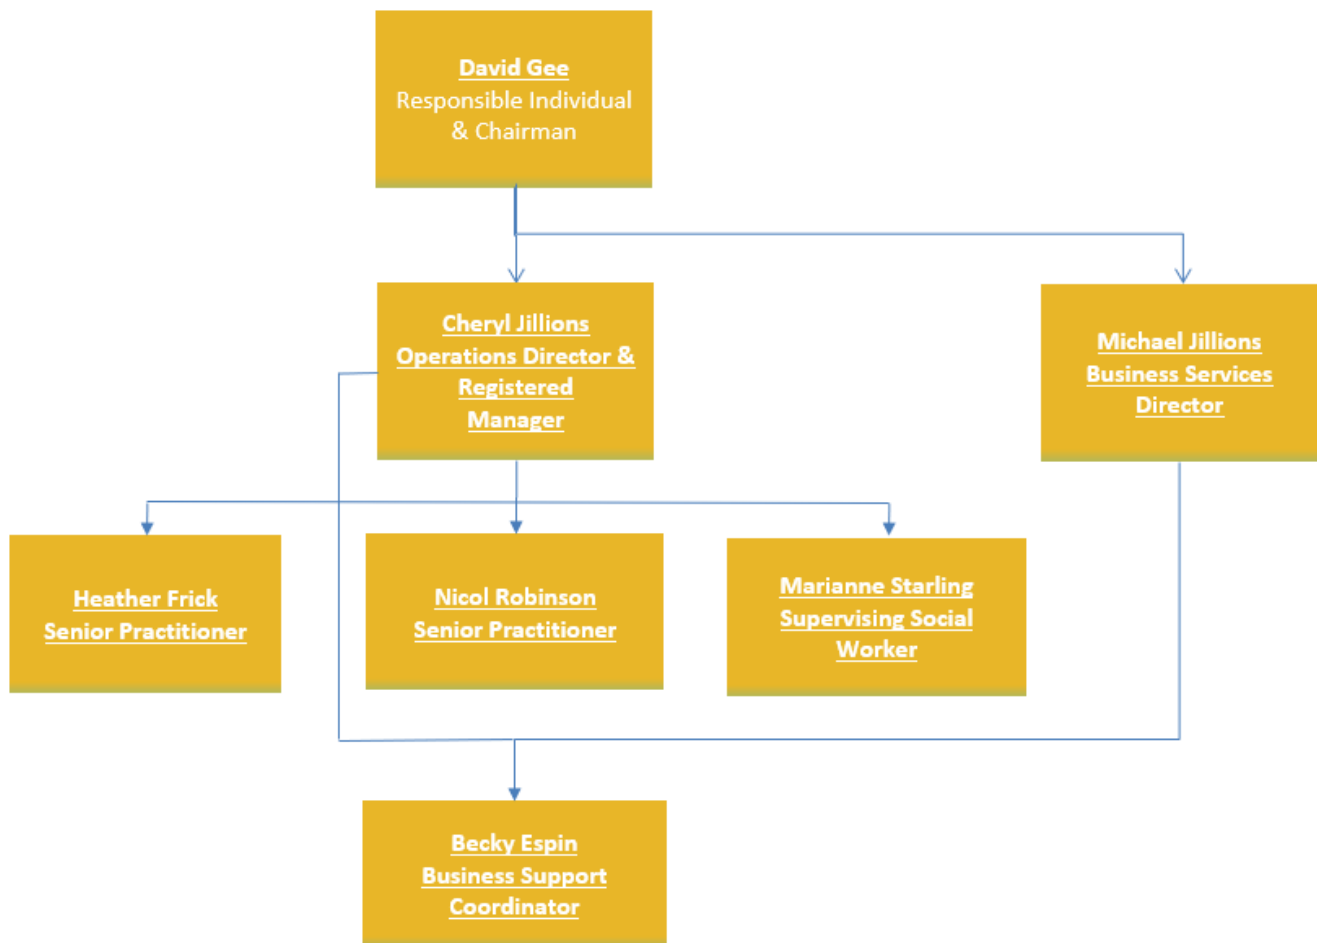 David Gee
Responsible Individual
& Chairman
Cheryl Jillions
Operations Director &
Registered
Manager
Michael Jillions
Business Services
Director
Heather Frick
Senior Practitioner
Nicol Robinson
Senior Practitioner
Marianne Starling
Supervising Social
Worker
Becky Espin
Business Support
Coordinator